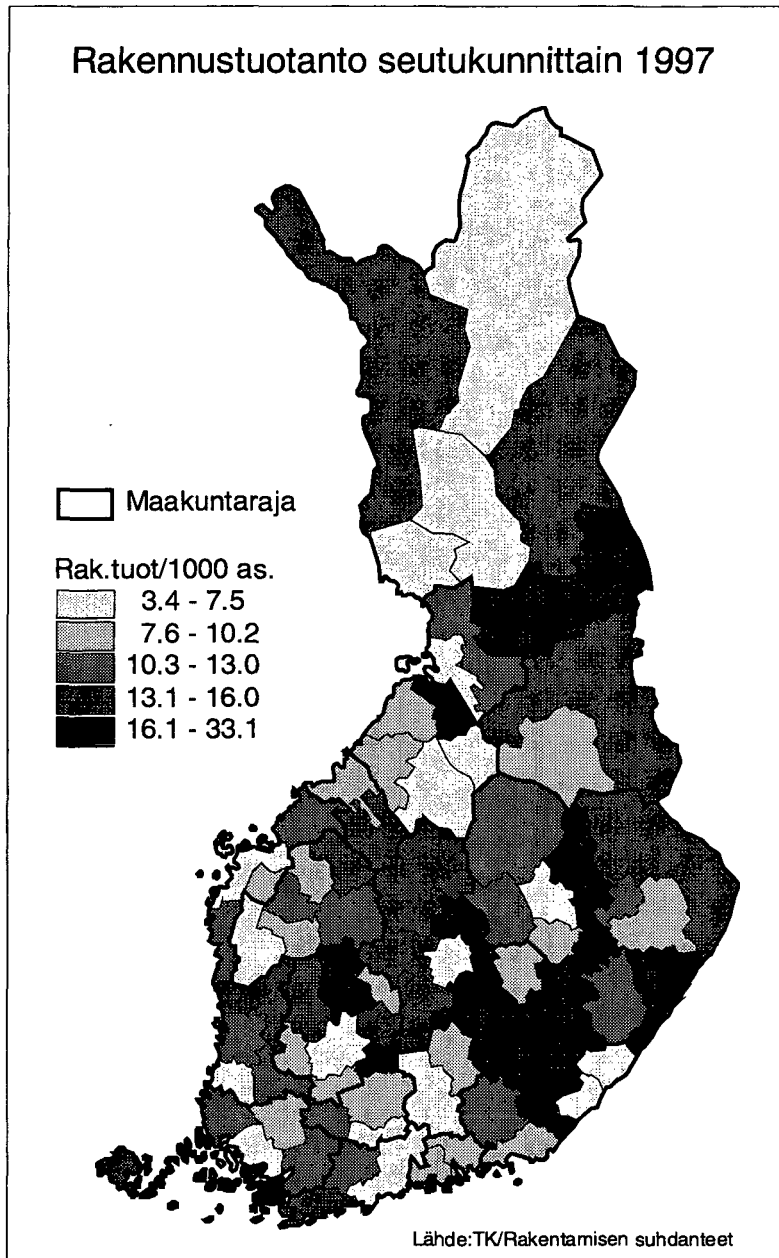 Rakennustuotanto seutukunnittain 1997
Maakuntaraja
Rak.tuot/1000 as.
3.4 - 7.5
7.6 - 10.2
10.3 - 13.0
13.1 - 16.0
16.1 - 33.1
Lähde:TK/Rakentamisen suhdanteet